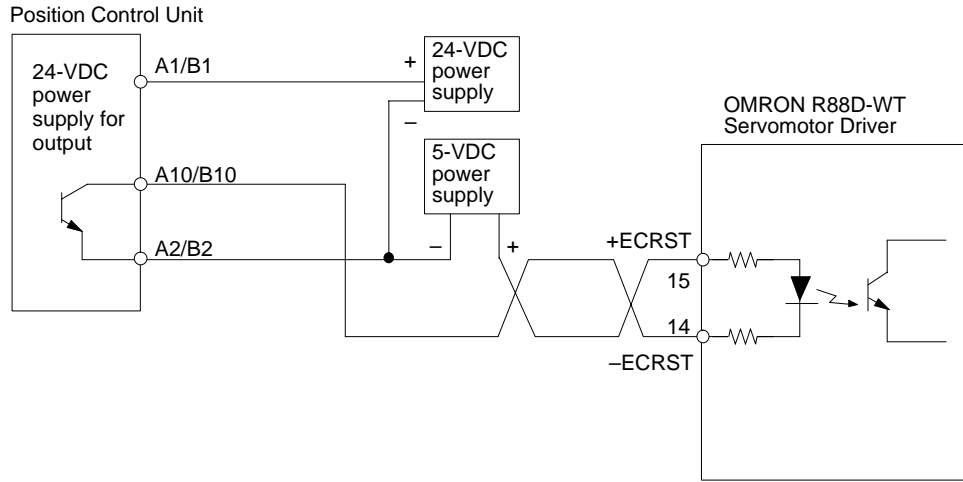 Position Control Unit
24-VDC
power
supply for
output
A1/B1
A10/B10
A2/B2
+
–
24-VDC
power
supply
5-VDC
power
supply
–
+
OMRON R88D-WT
Servomotor Driver
+ECRST
15
14
–ECRST